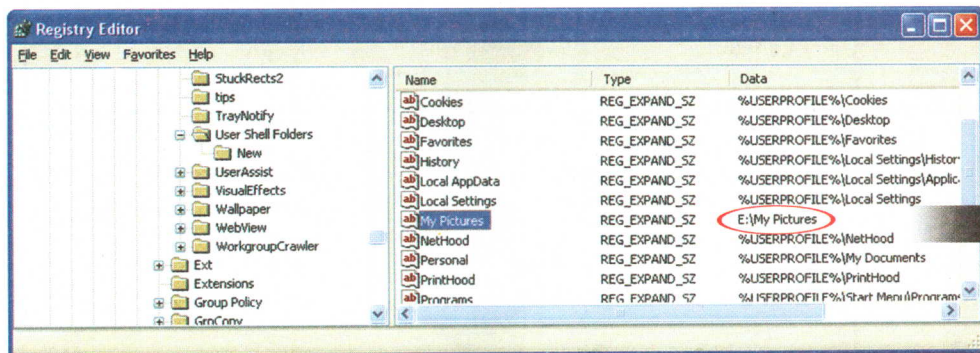 Registry Editor
File Edit View Favorites Help
StuckRects2
tips
TrayNotify
User Shell Folders
New
UserAssist
VisualEffects
Wallpaper
WebView
WorkgroupCrawler
Ext
Extensions
Group Policy
GrpConv
Name Type Data
Cookies REG_EXPAND_SZ %USERPROFILE%\Cookies
Desktop REG_EXPAND_SZ %USERPROFILE%\Desktop
Favorites REG_EXPAND_SZ %USERPROFILE%\Favorites
History REG_EXPAND_SZ %USERPROFILE%\Local Settings\Histor
Local AppData REG_EXPAND_SZ %USERPROFILE%\Local Settings\Applic
Local Settings REG_EXPAND_SZ %USERPROFILE%\Local Settings
My Pictures REG_EXPAND_SZ E:\My Pictures
NetHood REG_EXPAND_SZ %USERPROFILE%\NetHood
Personal REG_EXPAND_SZ %USERPROFILE%\My Documents
PrintHood REG_EXPAND_SZ %USERPROFILE%\PrintHood
Programs REG_EXPAND_SZ %USERPROFILE%\Start Menu\Programs